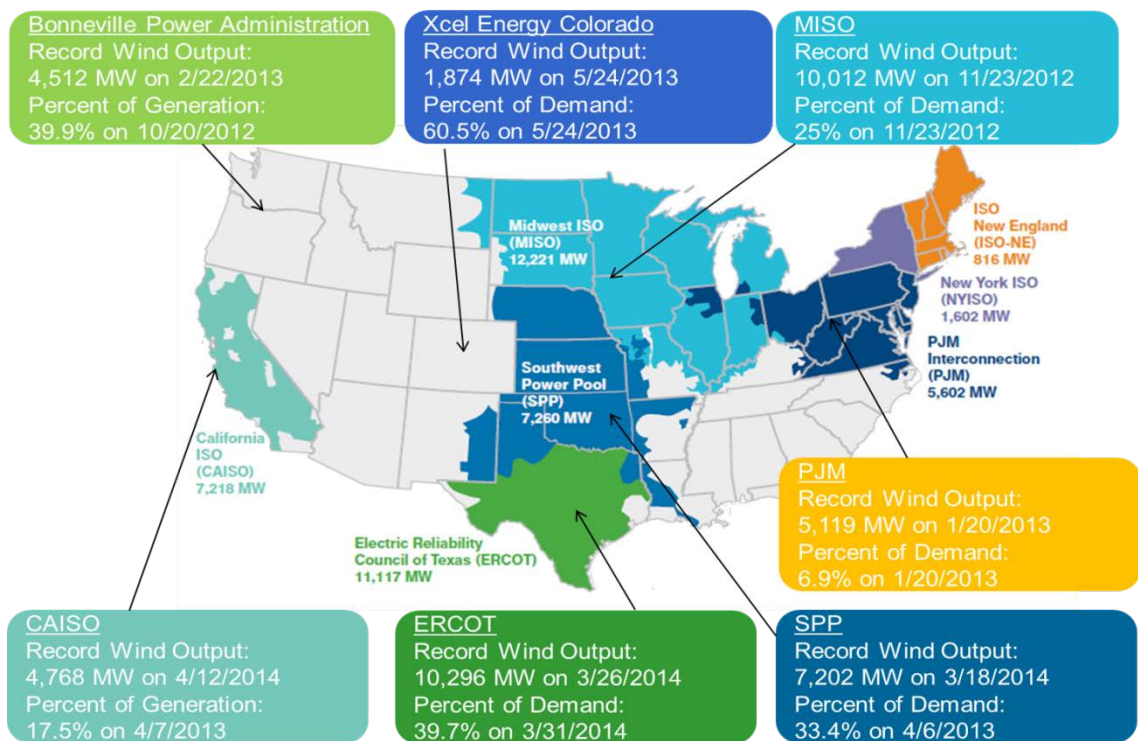 Bonneville Power Administration
Record Wind Output:
4,512 MW on 2/22/2013
Percent of Generation:
39.9% on 10/20/2012
Xcel Energy Colorado
Record Wind Output:
1,874 MW on 5/24/2013
Percent of Demand:
60.5% on 5/24/2013
MISO
Record Wind Output:
10,012 MW on 11/23/2012
Percent of Demand:
25% on 11/23/2012
Midwest ISO
(MISO)
12,221 MW
ISO
New England
(ISO-NE)
816 MW
New York ISO
(NYISO)
1,602 MW
PJM
Interconnection
(PJM)
5,602 MW
Southwest
Power Pool
(SPP)
7,260 MW
California
ISO
(CAISO)
7,218 MW
Electric Reliability
Council of Texas (ERCOT)
11,117 MW
PJM
Record Wind Output:
5,119 MW on 1/20/2013
Percent of Demand:
6.9% on 1/20/2013
CAISO
Record Wind Output:
4,768 MW on 4/12/2014
Percent of Generation:
17.5% on 4/7/2013
ERCOT
Record Wind Output:
10,296 MW on 3/26/2014
Percent of Demand:
39.7% on 3/31/2014
SPP
Record Wind Output:
7,202 MW on 3/18/2014
Percent of Demand:
33.4% on 4/6/2013